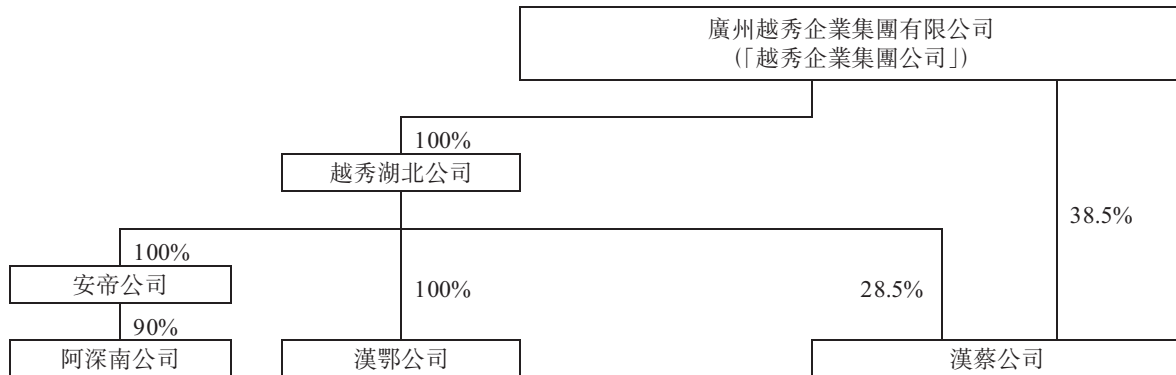 廣州越秀企業集團有限公司
(「越秀企業集團公司」)
100%
越秀湖北公司
38.5%
100%
安帝公司
100%
28.5%
90%
阿深南公司
漢鄂公司
漢蔡公司